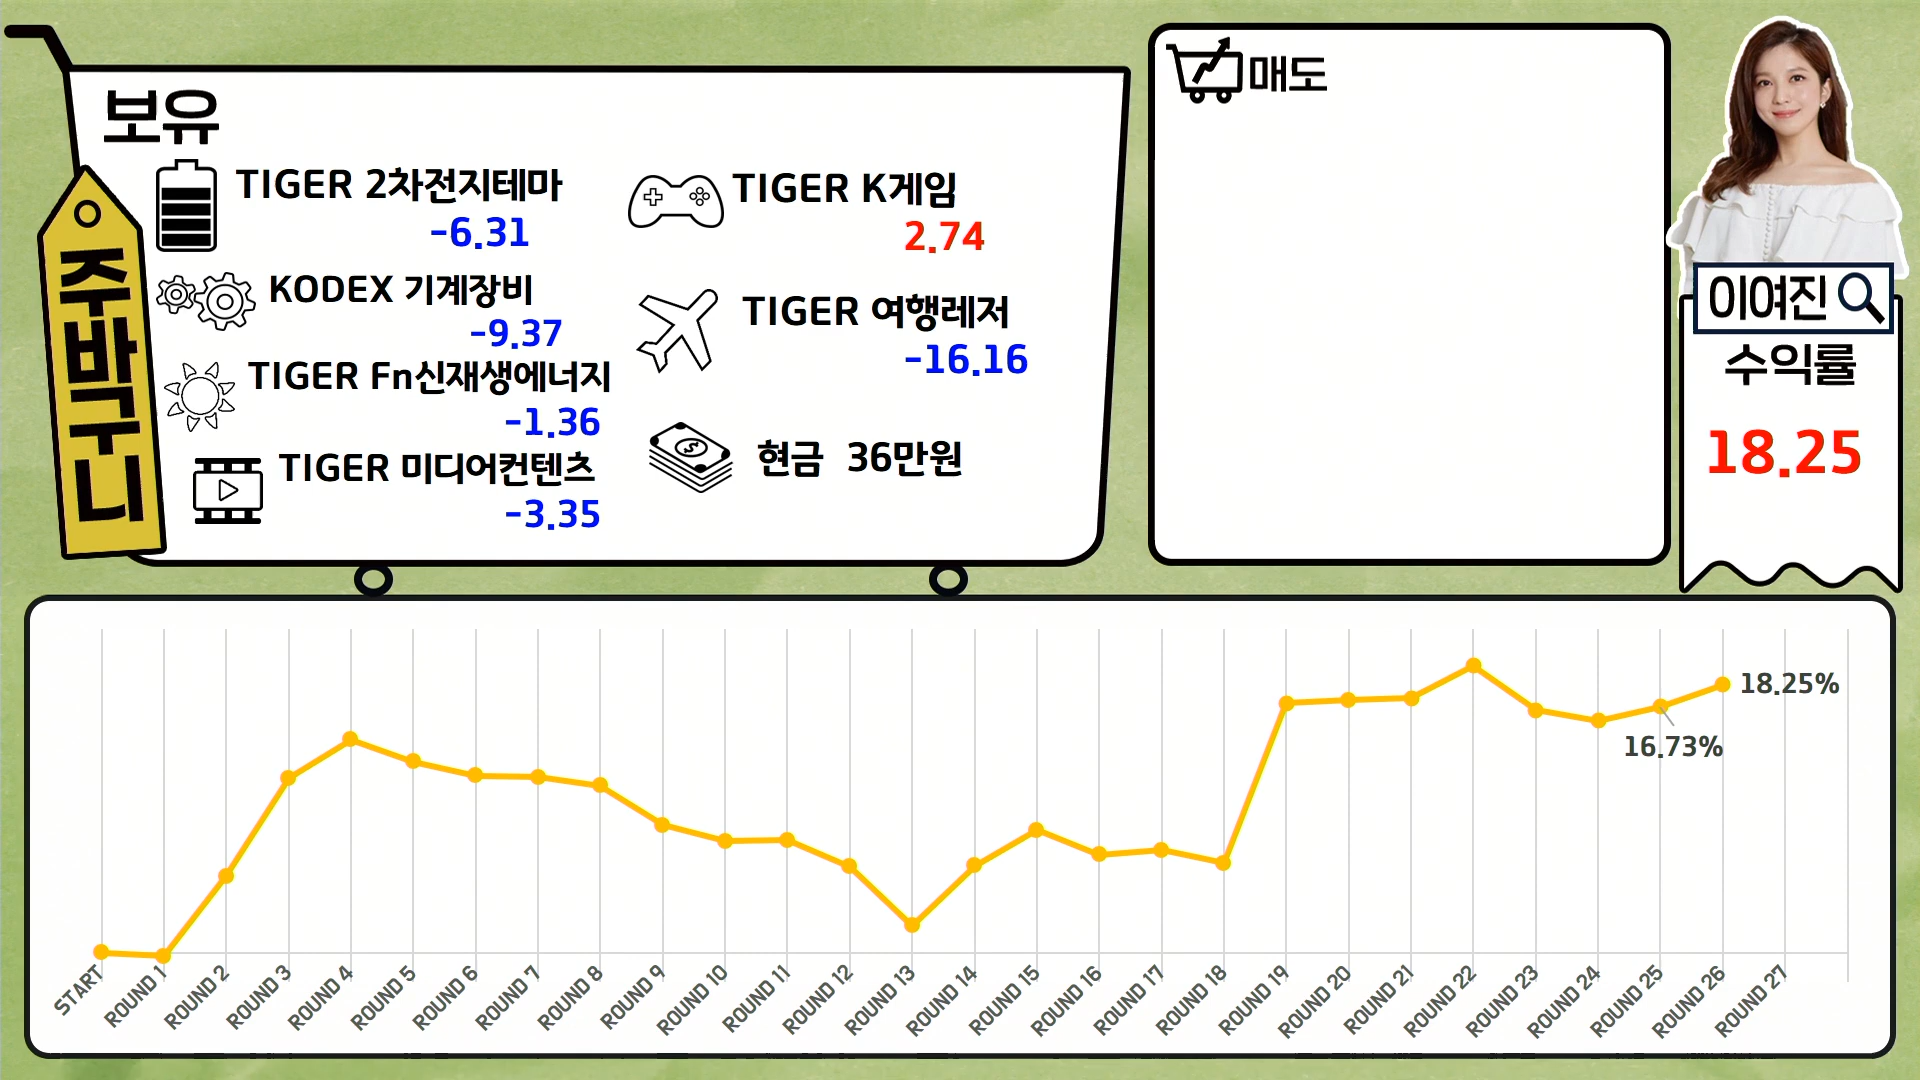 보유
주바구니
TIGER 2차전지테마
-6.31
KODEX 기계장비
-9.37
TIGER Fn신재생에너지
-1.36
TIGER 미디어컨텐츠
-3.35
TIGER K게임
2.74
TIGER 여행레저
-16.16
현금 36만원
매도
이여진
수익률
18.25
18.25%
16.73%
START
ROUND 1
ROUND 2
ROUND 3
ROUND 4
ROUND 5
ROUND 6
ROUND 7
ROUND 8
ROUND 9
ROUND 10
ROUND 11
ROUND 12
ROUND 13
ROUND 14
ROUND 15
ROUND 16
ROUND 17
ROUND 18
ROUND 19
ROUND 20
ROUND 21
ROUND 22
ROUND 23
ROUND 24
ROUND 25
ROUND 26
ROUND 27